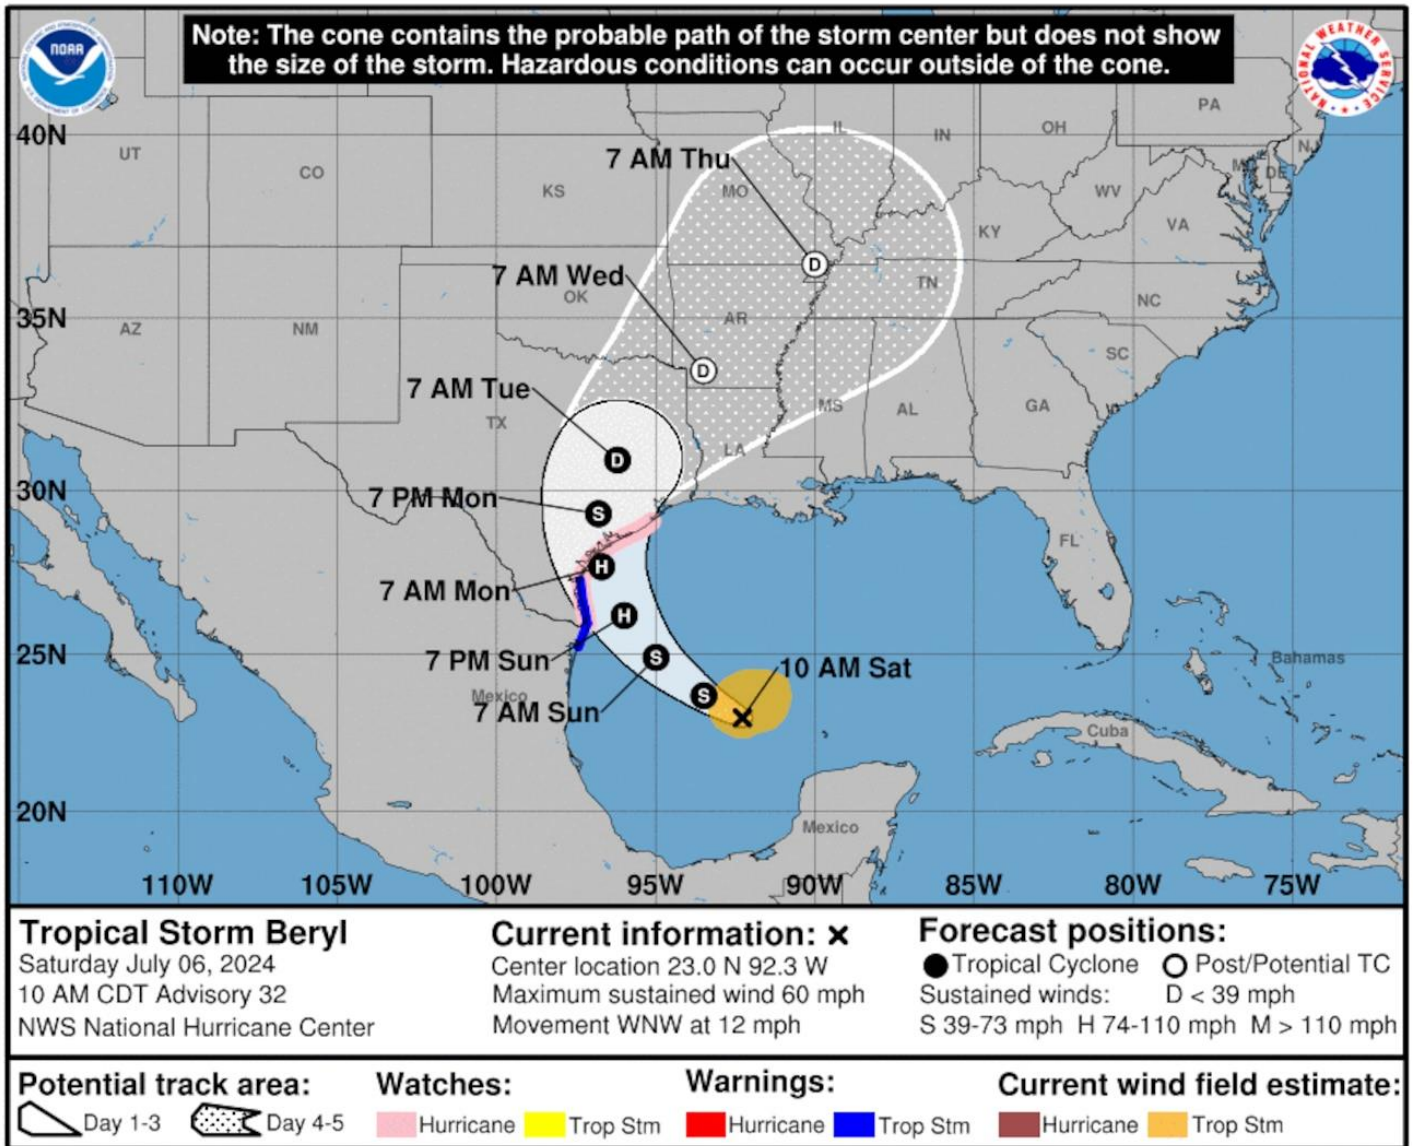 Note: The cone contains the probable path of the storm center but does not show
the size of the storm. Hazardous conditions can occur outside of the cone.
NOAA
NATIONAL WEATHER SERVICE
40N
35N
30N
25N
20N
110W
105W
100W
95W
90W
85W
80W
75W
UT
CO
KS
MO
IL
IN
OH
PA
NJ
DE
WV
VA
KY
AZ
NM
OK
AR
TN
NC
SC
TX
LA
MS
AL
GA
FL
Mexico
Mexico
Cuba
Bahamas
7 AM Thu
D
7 AM Wed
D
7 AM Tue
D
7 PM Mon
S
7 AM Mon
H
7 PM Sun
H
7 AM Sun
S
S
10 AM Sat
Tropical Storm Beryl
Saturday July 06, 2024
10 AM CDT Advisory 32
NWS National Hurricane Center
Current information: ×
Center location 23.0 N 92.3 W
Maximum sustained wind 60 mph
Movement WNW at 12 mph
Forecast positions:
Tropical Cyclone Post/Potential TC
Sustained winds: D < 39 mph
S 39-73 mph H 74-110 mph M > 110 mph
Potential track area:
Day 1-3 Day 4-5
Watches:
Hurricane Trop Stm
Warnings:
Hurricane Trop Stm
Current wind field estimate:
Hurricane Trop Stm